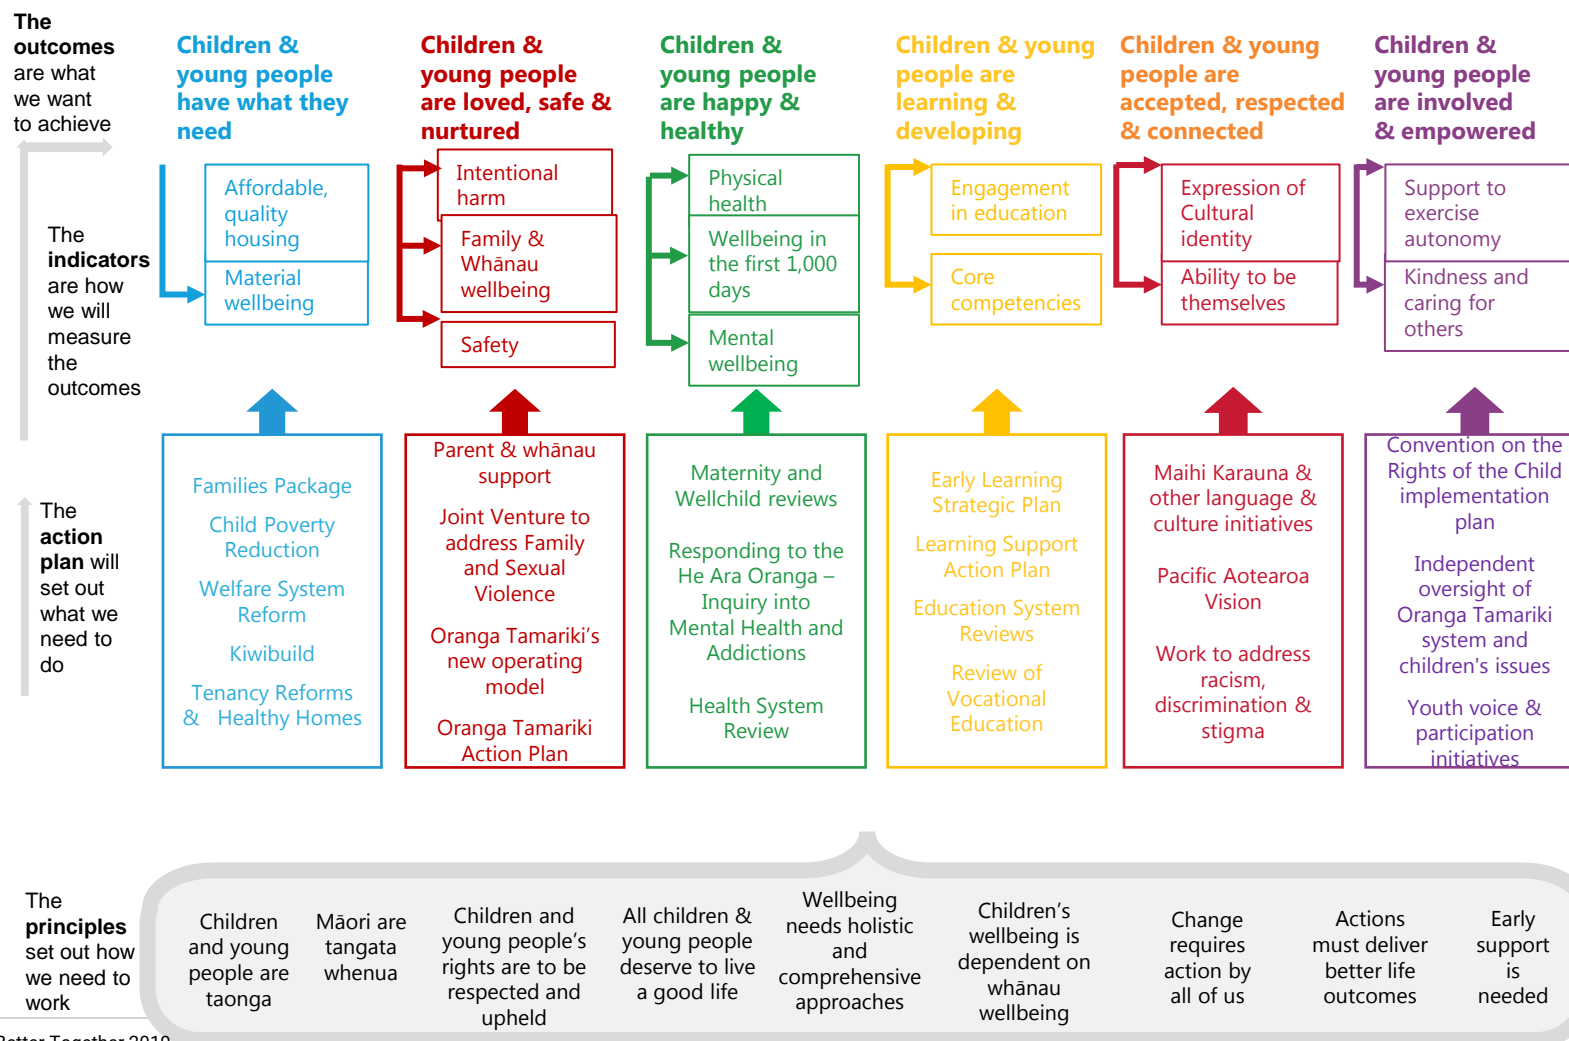 The
outcomes
are what
we want
to achieve
Children &
young people
have what they
need
Children &
young people
are loved, safe &
nurtured
Children &
young people
are happy &
healthy
Children & young
people are
learning &
developing
Children & young
people are
accepted, respected
& connected
Children &
young people
are involved
& empowered
The
indicators
are how
we will
measure
the
outcomes
Affordable,
quality
housing
Material
wellbeing
Intentional
harm
Family &
Whānau
wellbeing
Safety
Physical
health
Wellbeing in
the first 1,000
days
Mental
wellbeing
Engagement
in education
Core
competencies
Expression of
Cultural
identity
Ability to be
themselves
Support to
exercise
autonomy
Kindness and
caring for
others
The
action
plan will
set out
what we
need to
do
Families Package
Child Poverty
Reduction
Welfare System
Reform
Kiwibuild
Tenancy Reforms
& Healthy Homes
Parent & whānau
support
Joint Venture to
address Family
and Sexual
Violence
Oranga Tamariki's
new operating
model
Oranga Tamariki
Action Plan
Maternity and
Wellchild reviews
Responding to the
He Ara Oranga –
Inquiry into
Mental Health and
Addictions
Health System
Review
Early Learning
Strategic Plan
Learning Support
Action Plan
Education System
Reviews
Review of
Vocational
Education
Maihi Karauna &
other language &
culture initiatives
Pacific Aotearoa
Vision
Work to address
racism,
discrimination &
stigma
Convention on the
Rights of the Child
implementation
plan
Independent
oversight of
Oranga Tamariki
system and
children's issues
Youth voice &
participation
initiatives
The
principles
set out how
we need to
work
Children
and young
people are
taonga
Māori are
tangata
whenua
Children and
young people's
rights are to be
respected and
upheld
All children &
young people
deserve to live
a good life
Wellbeing
needs holistic
and
comprehensive
approaches
Children's
wellbeing is
dependent on
whānau
wellbeing
Change
requires
action by
all of us
Actions
must deliver
better life
outcomes
Early
support
is
needed
Better Together 2019